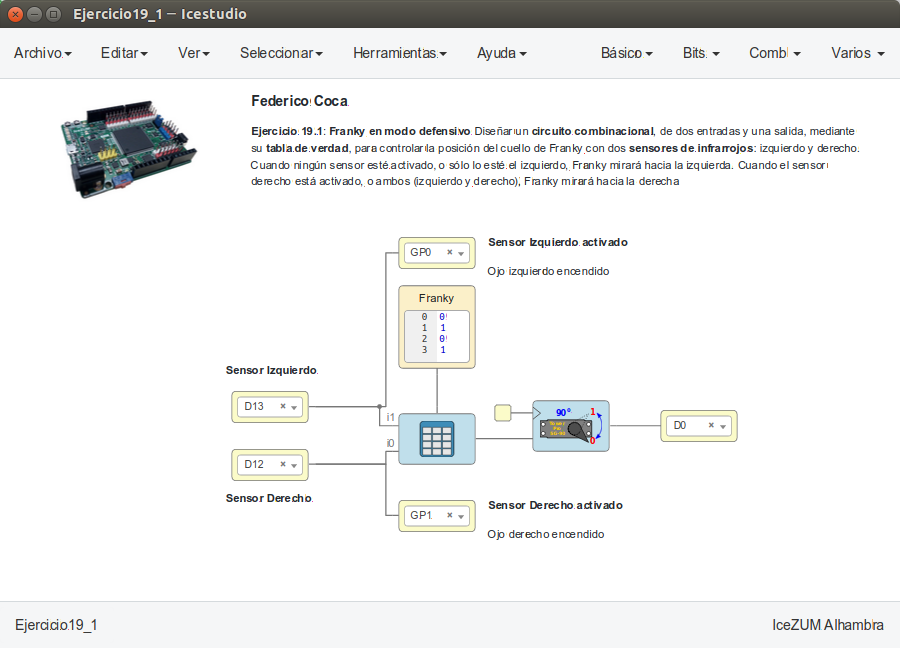 Ejercicio19_1 — Icestudio
Archivo Editar Ver Seleccionar Herramientas Ayuda Básico Bits Comb Varios
Federico Coca
Ejercicio 19.1: Franky en modo defensivo. Diseñar un circuito combinacional, de dos entradas y una salida, mediante
su tabla de verdad, para controlar la posición del cuello de Franky con dos sensores de infrarrojos: izquierdo y derecho.
Cuando ningún sensor esté activado, o sólo lo esté el izquierdo, Franky mirará hacia la izquierda. Cuando el sensor
derecho está activado, o ambos (izquierdo y derecho), Franky mirará hacia la derecha
GP0
Sensor Izquierdo activado
Ojo izquierdo encendido
Franky
0 0
1 1
2 0
3 1
Sensor Izquierdo
D13
i1
i0
90°
1
0
D0
D12
Sensor Derecho
GP1
Sensor Derecho activado
Ojo derecho encendido
Ejercicio19_1
IceZUM Alhambra